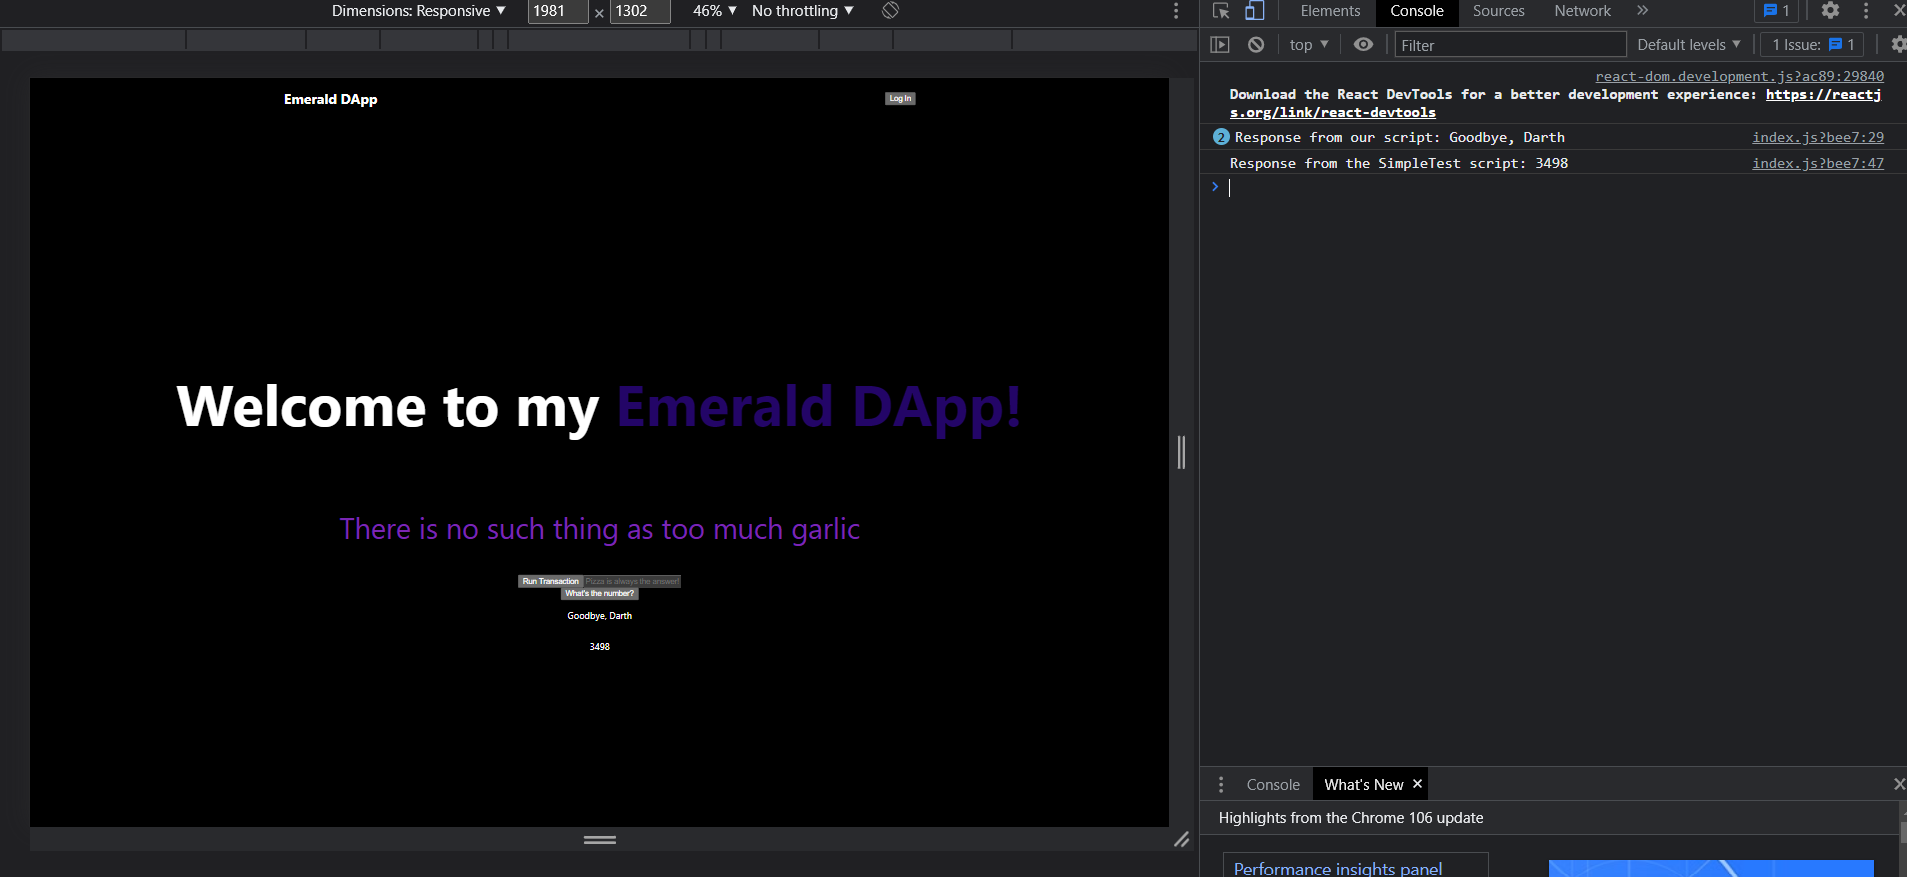 Dimensions: Responsive ▼ 1981 × 1302 46% ▼ No throttling ▼
Emerald DApp
Log In
Welcome to my Emerald DApp!
There is no such thing as too much garlic
Run Transaction Pizza is always the answer!
What's the number?
Goodbye, Darth
3498
Elements Console Sources Network » 1
top ▼ Filter Default levels ▼ 1 Issue: 1
react-dom.development.js?ac89:29840
Download the React DevTools for a better development experience: https://reactj
s.org/link/react-devtools
2 Response from our script: Goodbye, Darth index.js?bee7:29
Response from the SimpleTest script: 3498 index.js?bee7:47
Console What's New ×
Highlights from the Chrome 106 update
Performance insights panel